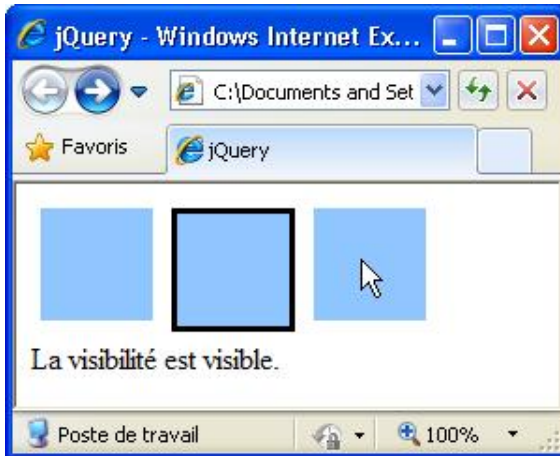 jQuery - Windows Internet Ex...
C:\Documents and Set
Favoris
jQuery
La visibilité est visible.
Poste de travail
100%